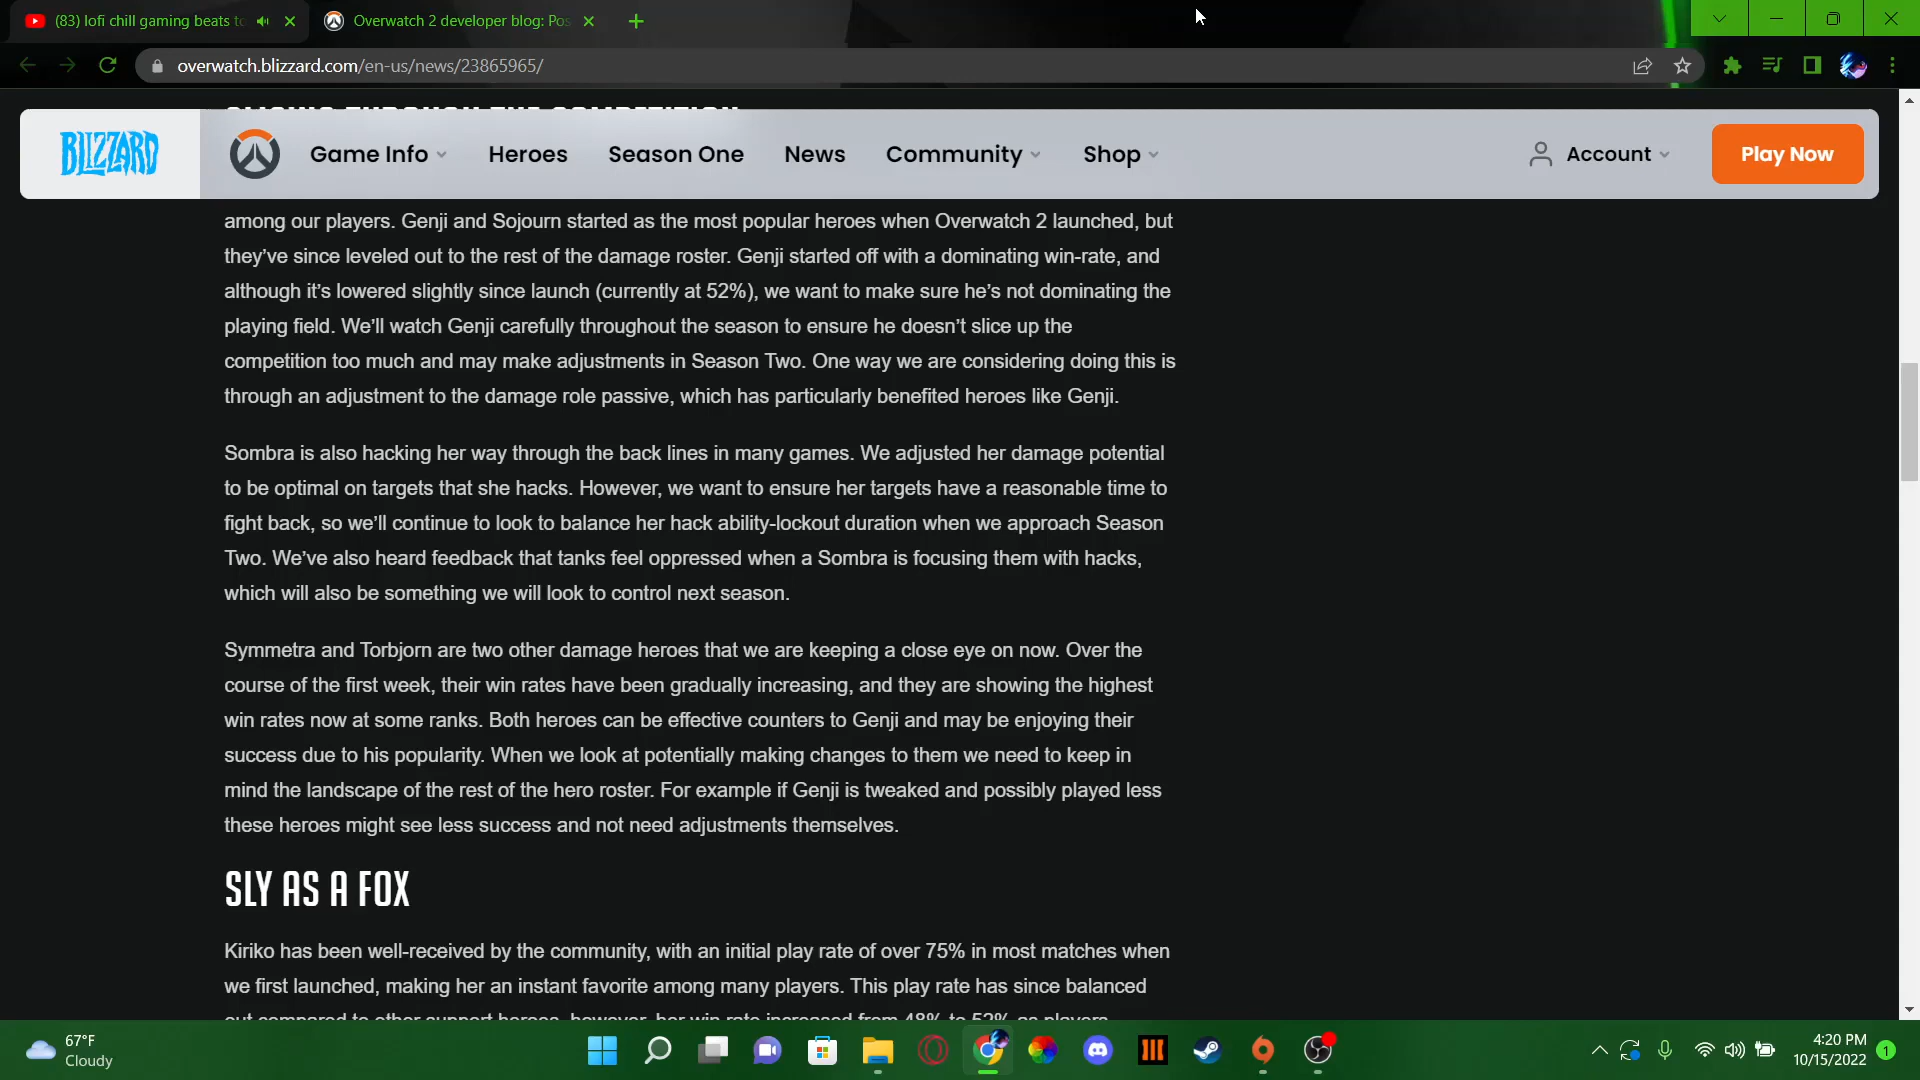 (83) lofi chill gaming beats to
Overwatch 2 developer blog: Pos
overwatch.blizzard.com/en-us/news/23865965/
BLIZZARD
Game Info
Heroes
Season One
News
Community
Shop
Account
Play Now
among our players. Genji and Sojourn started as the most popular heroes when Overwatch 2 launched, but
they’ve since leveled out to the rest of the damage roster. Genji started off with a dominating win-rate, and
although it’s lowered slightly since launch (currently at 52%), we want to make sure he’s not dominating the
playing field. We’ll watch Genji carefully throughout the season to ensure he doesn’t slice up the
competition too much and may make adjustments in Season Two. One way we are considering doing this is
through an adjustment to the damage role passive, which has particularly benefited heroes like Genji.
Sombra is also hacking her way through the back lines in many games. We adjusted her damage potential
to be optimal on targets that she hacks. However, we want to ensure her targets have a reasonable time to
fight back, so we’ll continue to look to balance her hack ability-lockout duration when we approach Season
Two. We’ve also heard feedback that tanks feel oppressed when a Sombra is focusing them with hacks,
which will also be something we will look to control next season.
Symmetra and Torbjorn are two other damage heroes that we are keeping a close eye on now. Over the
course of the first week, their win rates have been gradually increasing, and they are showing the highest
win rates now at some ranks. Both heroes can be effective counters to Genji and may be enjoying their
success due to his popularity. When we look at potentially making changes to them we need to keep in
mind the landscape of the rest of the hero roster. For example if Genji is tweaked and possibly played less
these heroes might see less success and not need adjustments themselves.
SLY AS A FOX
Kiriko has been well-received by the community, with an initial play rate of over 75% in most matches when
we first launched, making her an instant favorite among many players. This play rate has since balanced
out compared to other support heroes, however, her win rate increased from 48% to 52% as players
67°F
Cloudy
4:20 PM
10/15/2022
1